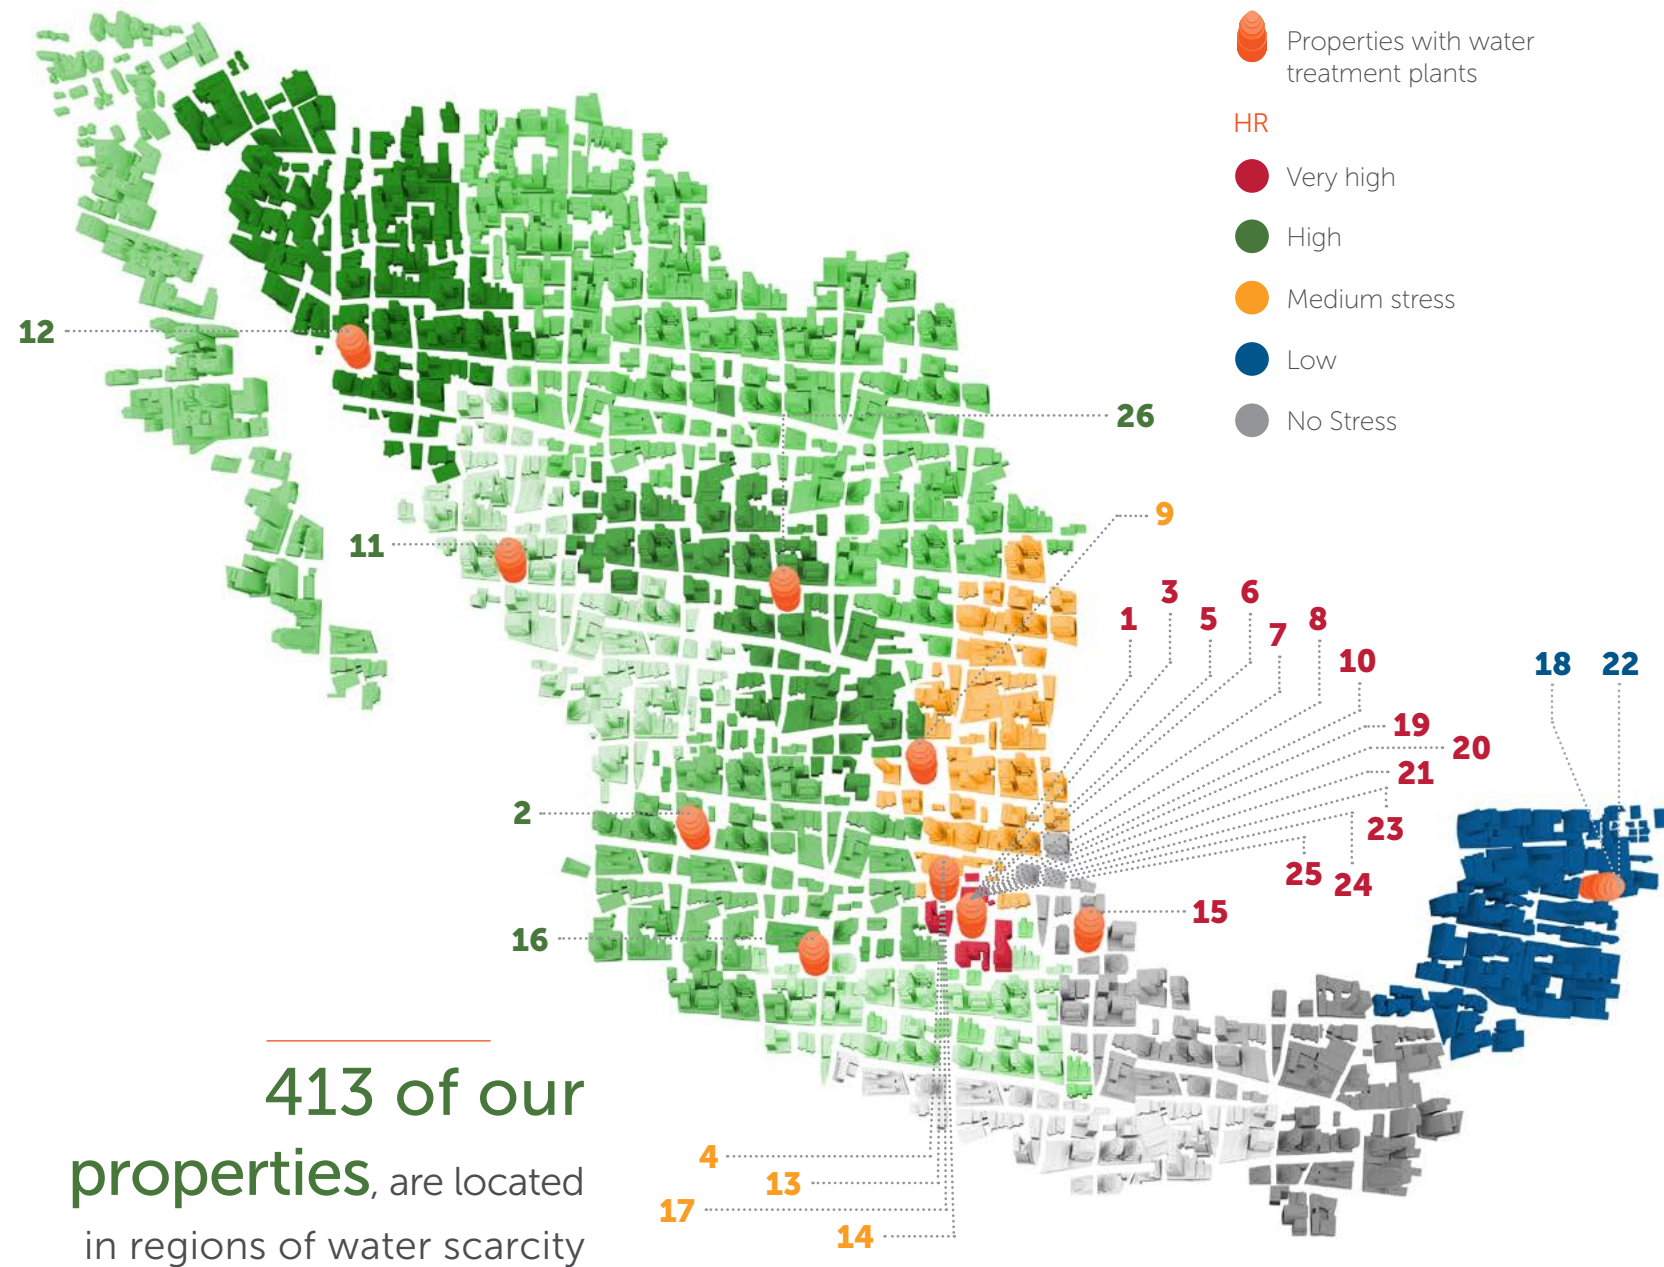 Properties with water
treatment plants
HR
Very high
High
Medium stress
Low
No Stress
12
26
9
11
3
6
1
5
8
7
10
18
22
19
20
21
2
23
25
24
15
16
413 of our
properties, are located
in regions of water scarcity
4
13
17
14